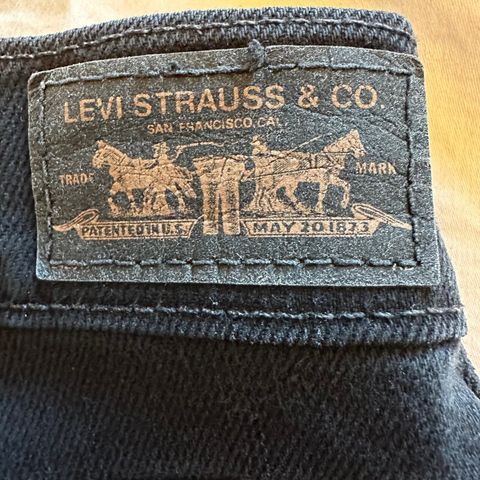 LEVI STRAUSS & CO.
SAN FRANCISCO, CAL.
TRADE MARK
PATENTED IN U.S. MAY 20 1873